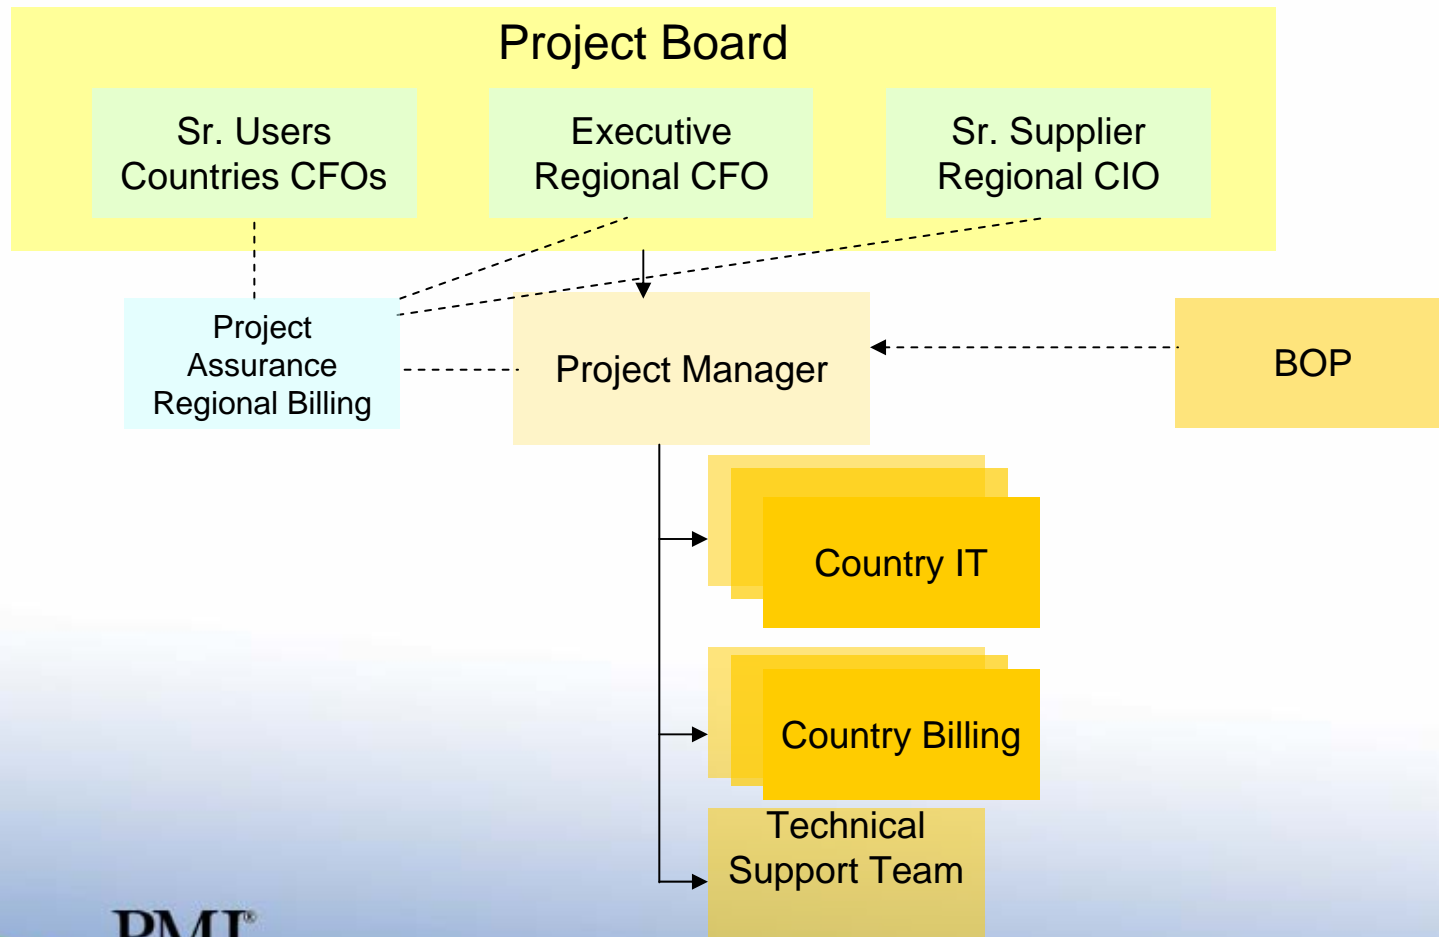 Project Board
Sr. Users
Countries CFOs
Executive
Regional CFO
Sr. Supplier
Regional CIO
Project
Assurance
Regional Billing
Project Manager
BOP
Country IT
Country Billing
Technical
Support Team
PMI®